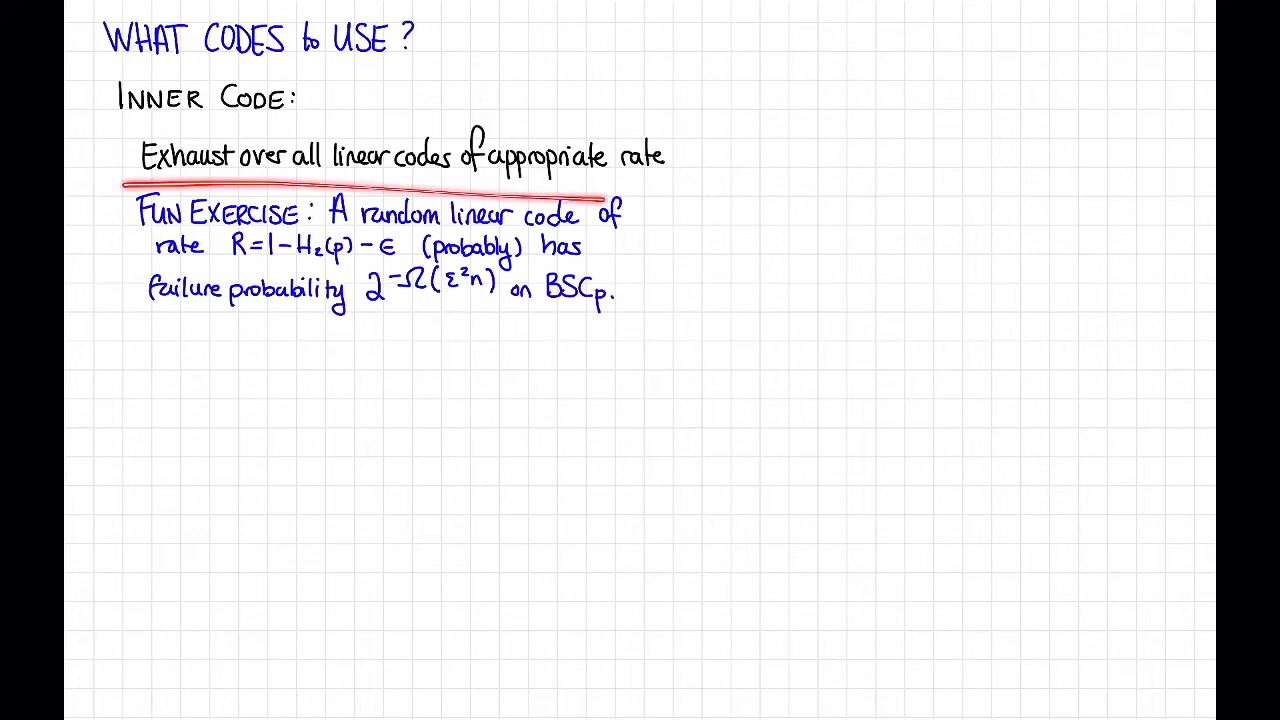 WHAT CODES to USE?
INNER CODE:
Exhaust over all linear codes of appropriate rate
FUN EXERCISE: A random linear code of
rate R=1-H₂(p)-ε (probably) has
failure probability 2^{-Ω(ε²n)} on BSCₚ.